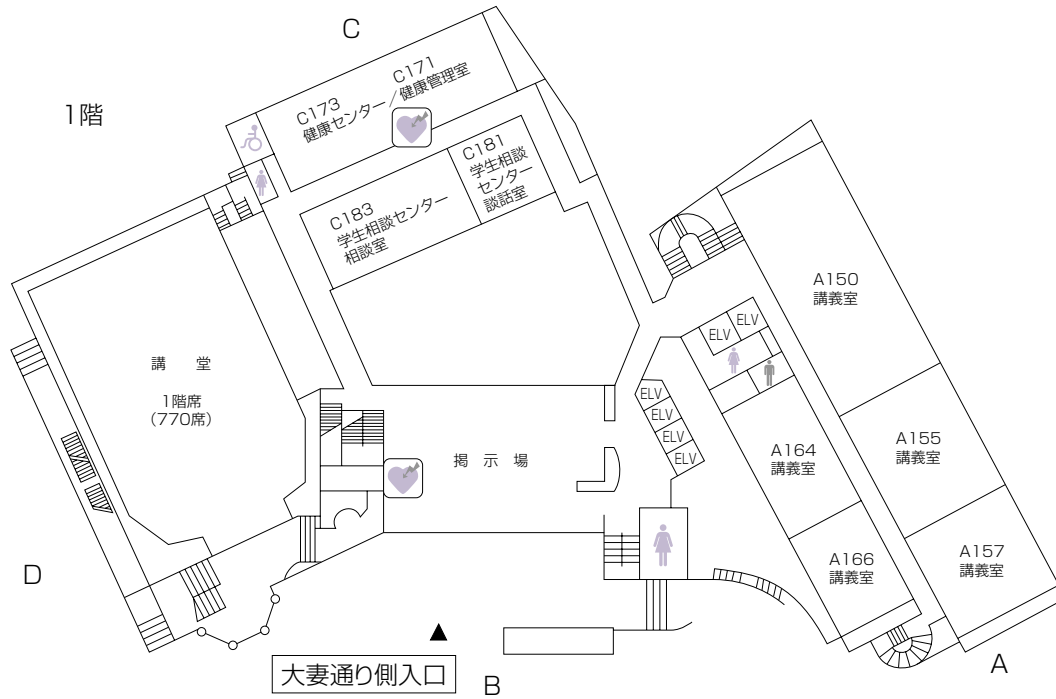 C
1階
C171
C173
健康センター／健康管理室
C181
学生相談
センター
談話室
C183
学生相談センター
相談室
A150
講義室
ELV
ELV
講　堂
1階席
（770席）
ELV
ELV
ELV
ELV
掲　示　場
A164
講義室
A155
講義室
A166
講義室
A157
講義室
D
大妻通り側入口
B
A